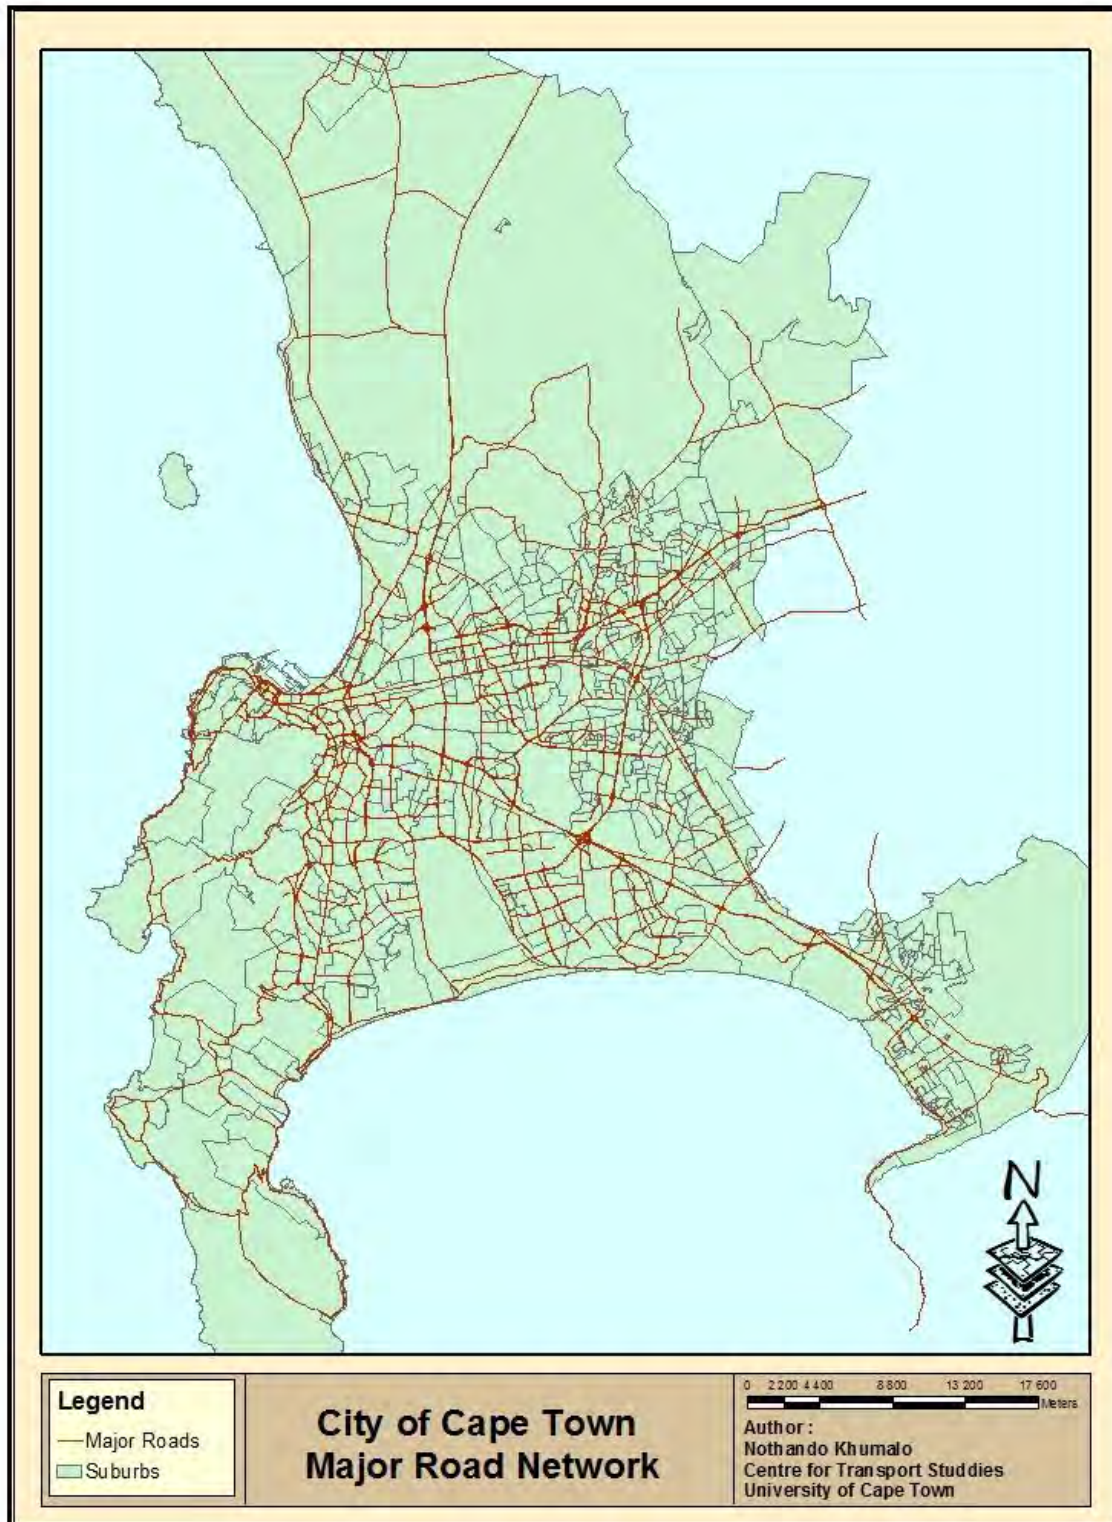 N
Legend
Major Roads
Suburbs
City of Cape Town
Major Road Network
0 2 200 4 400 8 800 13 200 17 600
Meters
Author :
Nothando Khumalo
Centre for Transport Studdies
University of Cape Town